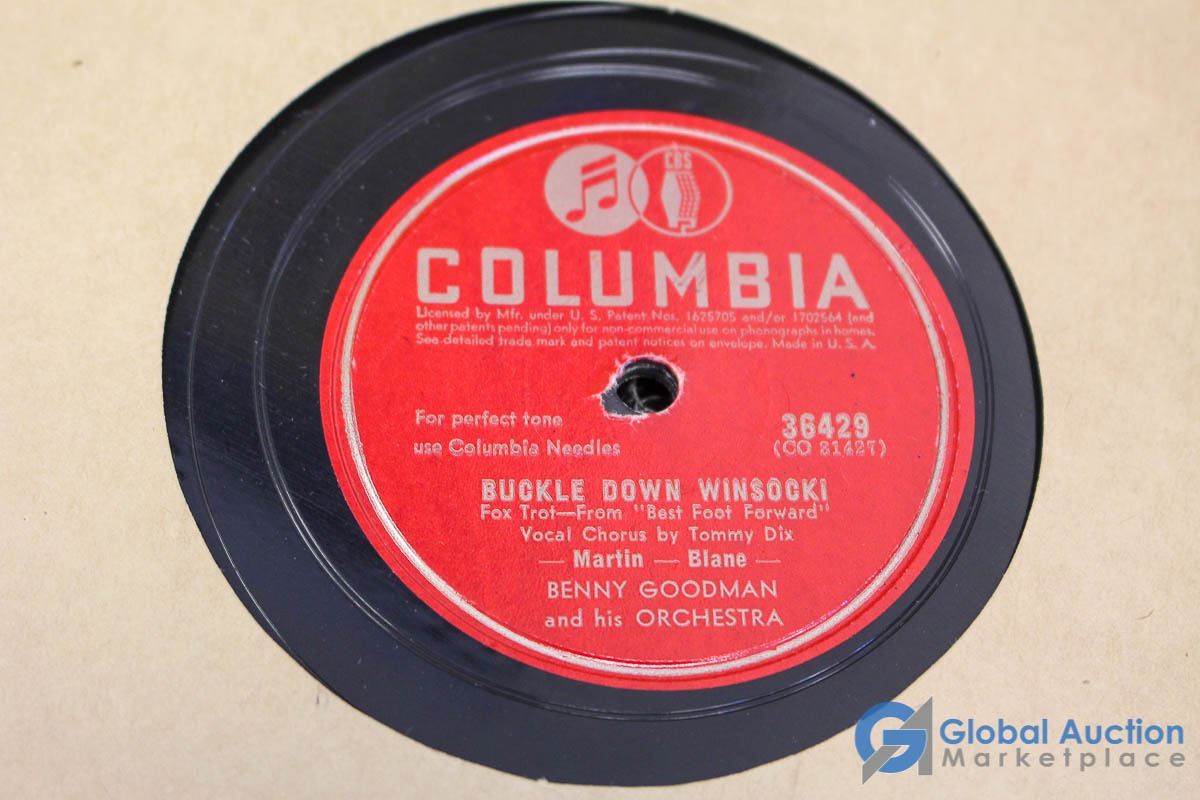 CBS
COLUMBIA
Licensed by Mfr. under U. S. Patent Nos. 1625705 and/or 1702564 (and
other patents pending) only for non-commercial use on phonographs in homes.
See detailed trade mark and patent notices on envelope. Made in U. S. A.
For perfect tone
use Columbia Needles
36429
(CO 31427)
BUCKLE DOWN WINSOCKI
Fox Trot—From "Best Foot Forward"
Vocal Chorus by Tommy Dix
— Martin — Blane —
BENNY GOODMAN
and his ORCHESTRA
Global Auction
Marketplace